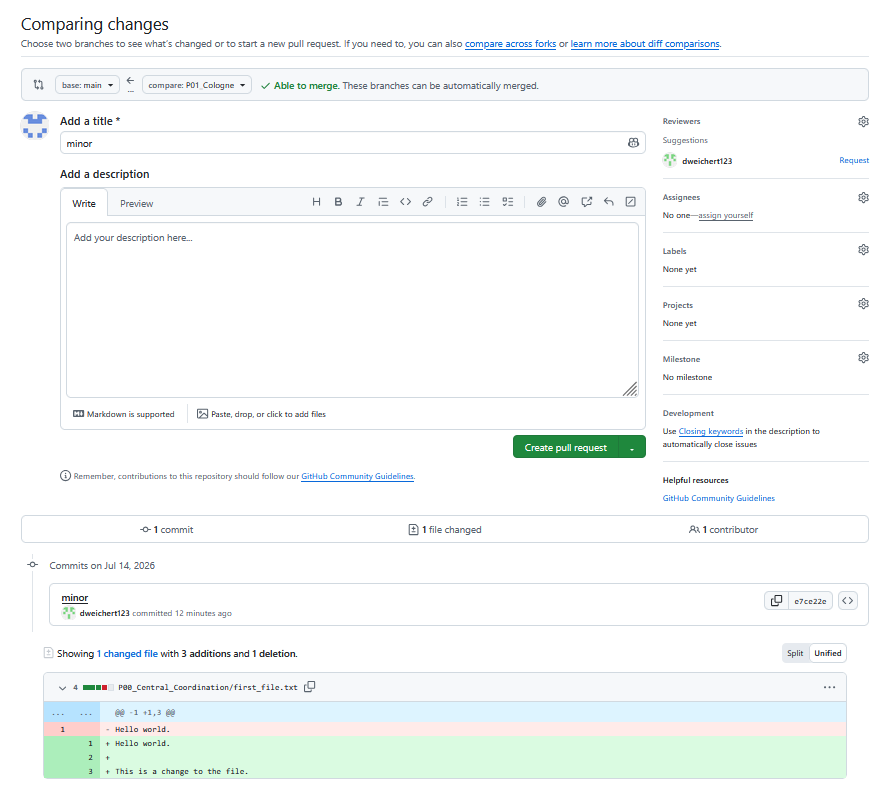 Comparing changes
Choose two branches to see what's changed or to start a new pull request. If you need to, you can also compare across forks or learn more about diff comparisons.
base: main ... compare: P01_Cologne Able to merge. These branches can be automatically merged.
Add a title *
minor
Add a description
Write Preview
Add your description here...
Markdown is supported Paste, drop, or click to add files
Create pull request
Remember, contributions to this repository should follow our GitHub Community Guidelines.
Reviewers
Suggestions
dweichert123 Request
Assignees
No one—assign yourself
Labels
None yet
Projects
None yet
Milestone
No milestone
Development
Use Closing keywords in the description to
automatically close issues
Helpful resources
GitHub Community Guidelines
1 commit 1 file changed 1 contributor
Commits on Jul 14, 2026
minor
dweichert123 committed 12 minutes ago
e7ce22e
Showing 1 changed file with 3 additions and 1 deletion.
Split Unified
4 P00_Central_Coordination/first_file.txt ...
... ... @@ -1 +1,3 @@
1 - Hello world.
1 + Hello world.
2 +
3 + This is a change to the file.